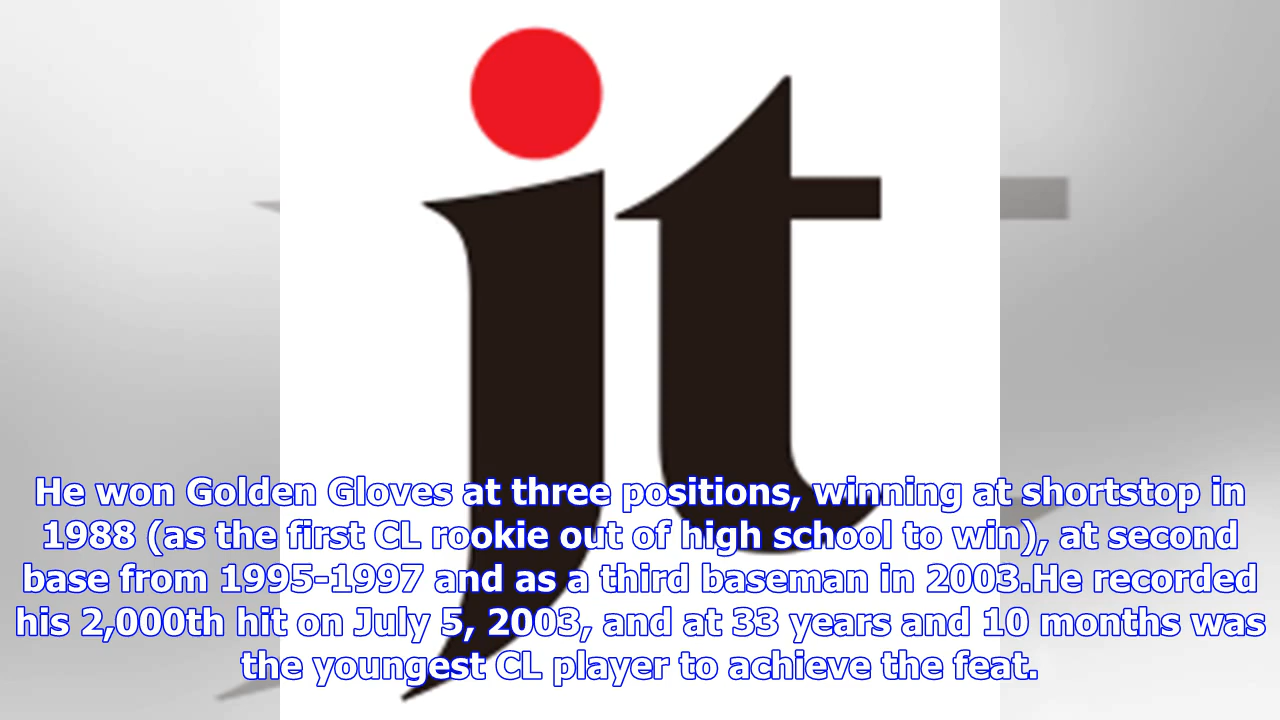 jt
He won Golden Gloves at three positions, winning at shortstop in
1988 (as the first CL rookie out of high school to win), at second
base from 1995-1997 and as a third baseman in 2003.He recorded
his 2,000th hit on July 5, 2003, and at 33 years and 10 months was
the youngest CL player to achieve the feat.